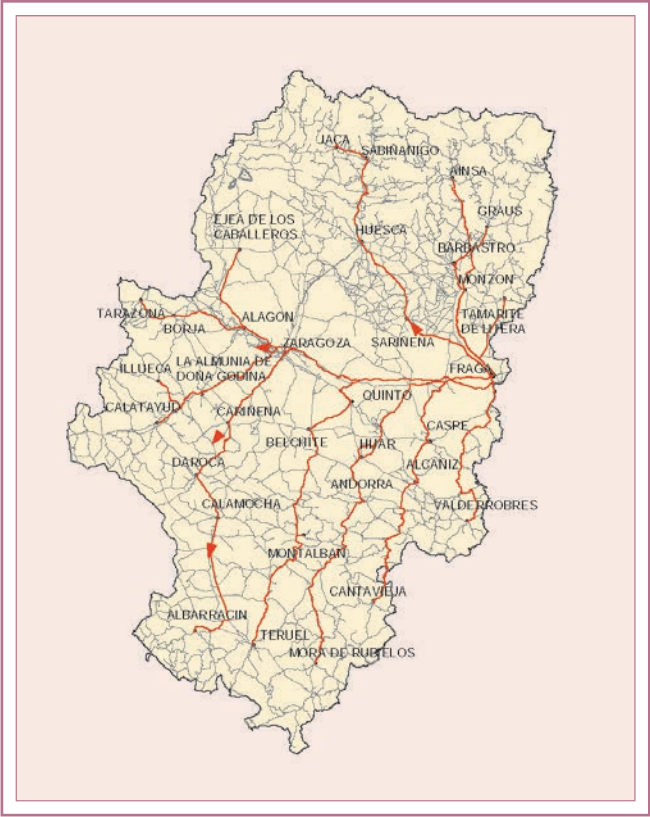 JACA
SABIÑANIGO
AINSA
GRAUS
EJEA DE LOS
CABALLEROS
HUESCA
BARBASTRO
MONZON
TARAZONA
BORJA
ALAGON
ZARAGOZA
SARIÑENA
TAMARITE
DE LITERA
ILLUECA
LA ALMUNIA DE
DOÑA GODINA
FRAGA
CALATAYUD
CARIÑENA
QUINTO
BELCHITE
HIJAR
CASPE
DAROCA
ANDORRA
ALCAÑIZ
CALAMOCHA
VALDERROBRES
MONTALBAN
CANTAVIEJA
ALBARRACIN
TERUEL
MORA DE RUBIELOS